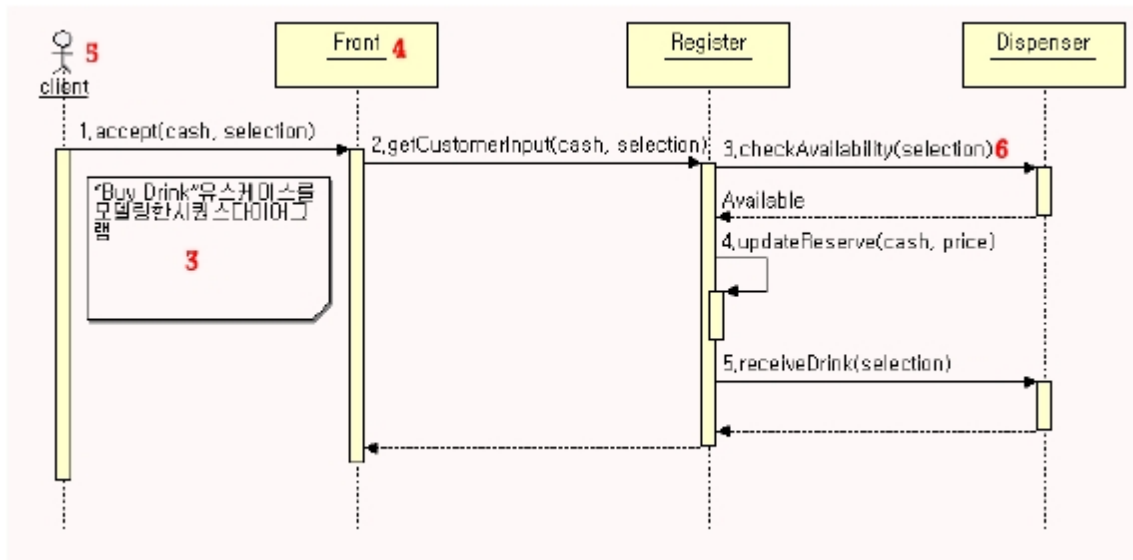 5
client
Front 4
Register
Dispenser
1.accept(cash, selection)
2.getCustomerInput(cash, selection)
3.checkAvailability(selection)6
"Buy Drink"유스케이스를
모델링한시퀀스다이어그
램
3
Available
4.updateReserve(cash, price)
5.receiveDrink(selection)